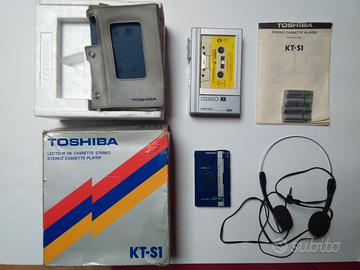 TOSHIBA
STEREO CASSETTE PLAYER
KT-S1
STEREO
TOSHIBA
LECTEUR DE CASSETTE STEREO
STEREO CASSETTE PLAYER
KT-S1
subito